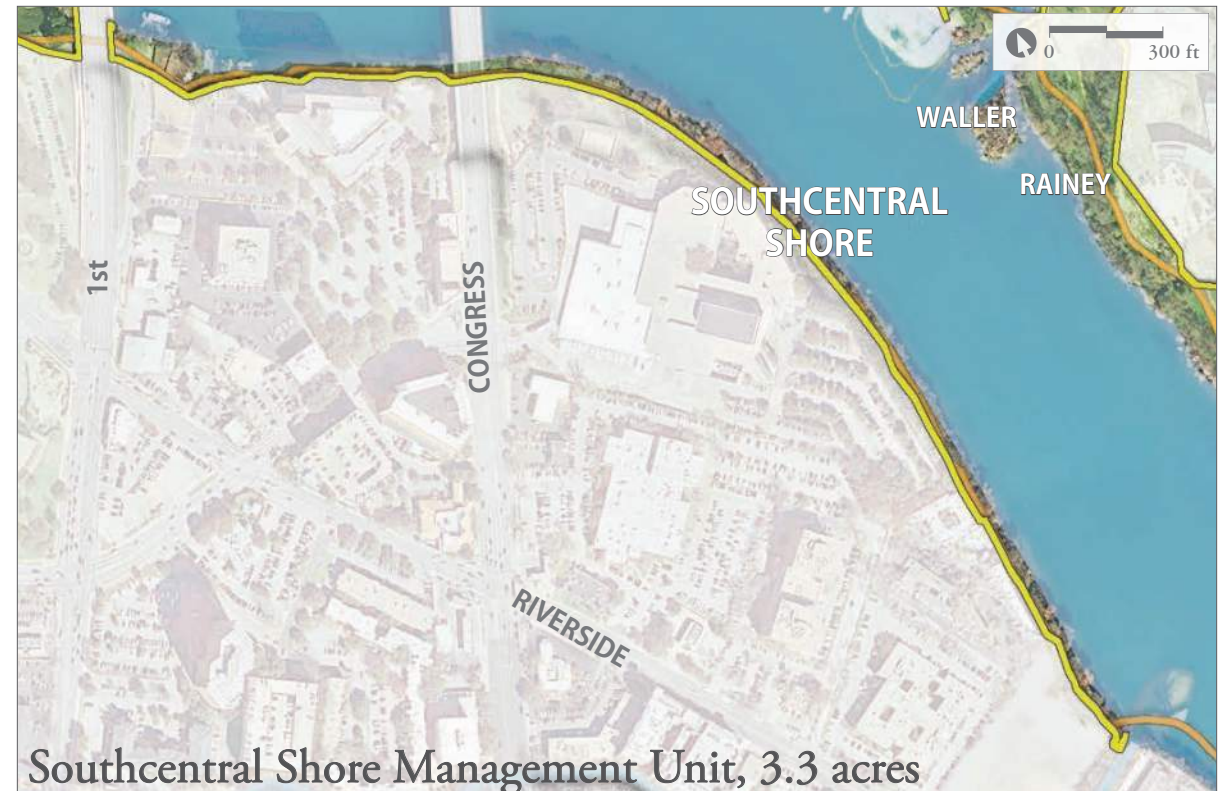 0 300 ft
WALLER
RAINEY
SOUTHCENTRAL
SHORE
1st
CONGRESS
RIVERSIDE
Southcentral Shore Management Unit, 3.3 acres